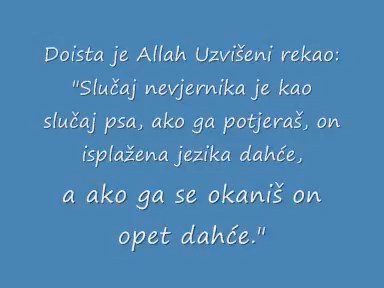 Doista je Allah Uzvišeni rekao:
"Slučaj nevjernika je kao
slučaj psa, ako ga potjeraš, on
isplažena jezika dahće,
a ako ga se okaniš on
opet dahće."